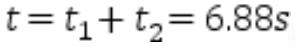 t = t₁ + t₂ = 6.88s